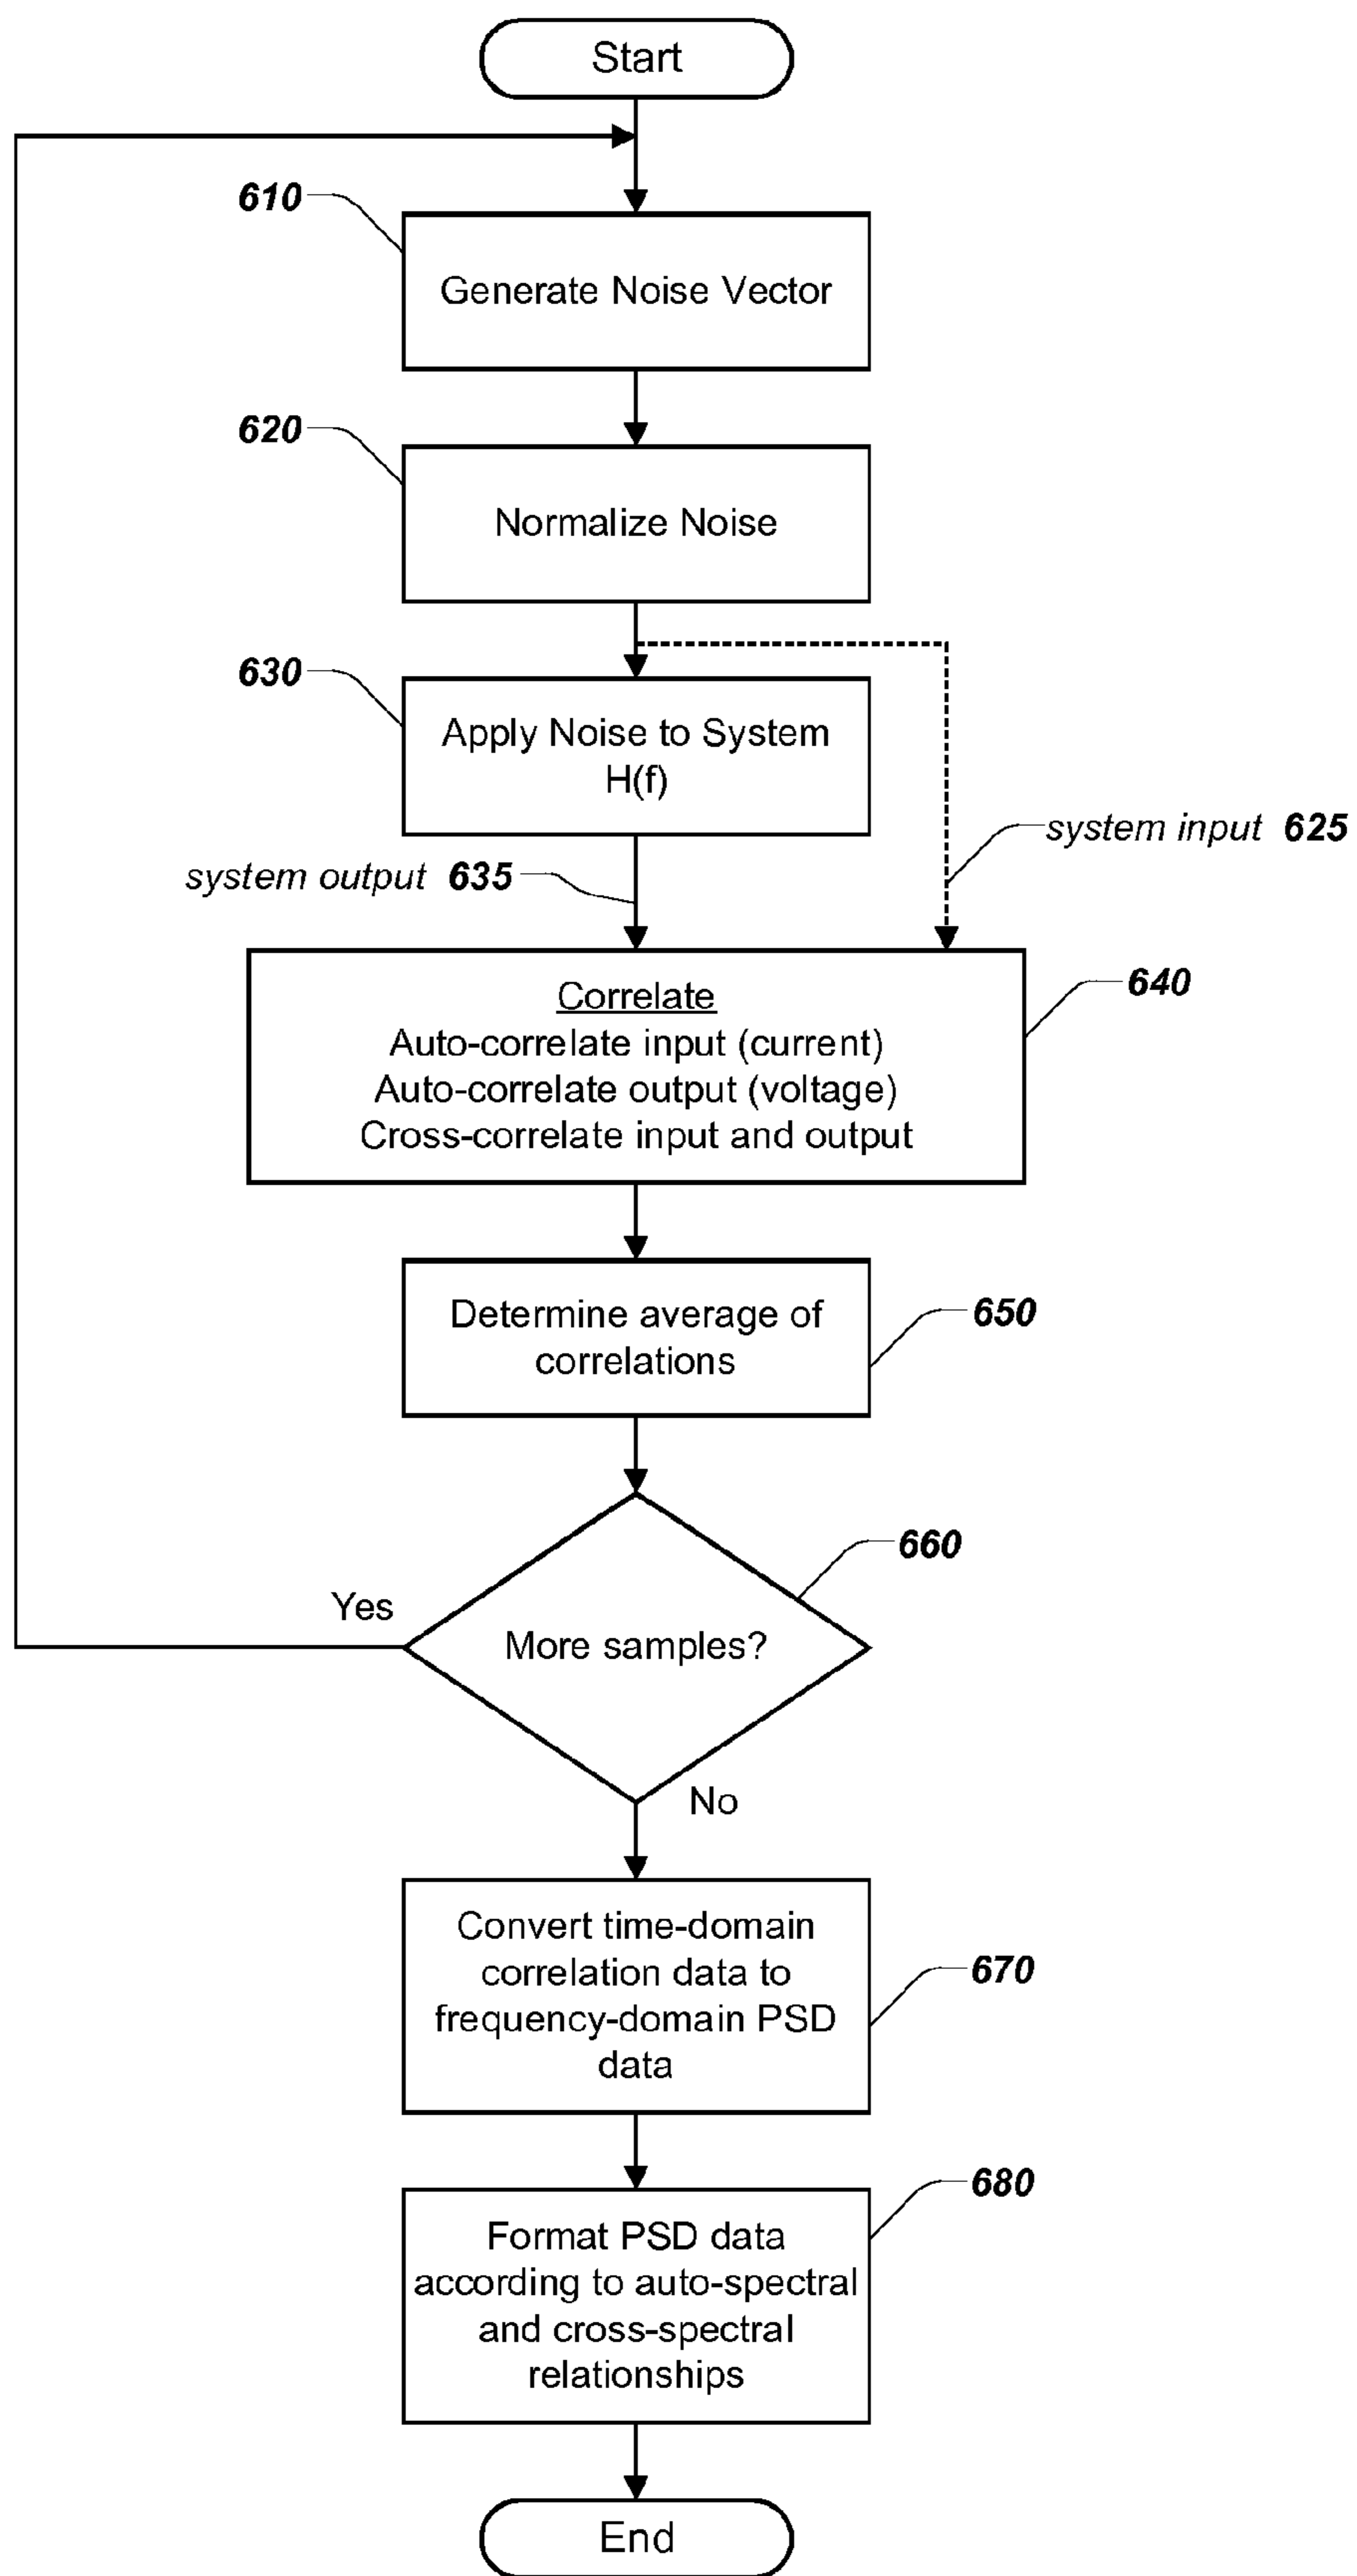 Start
610
Generate Noise Vector
620
Normalize Noise
630
Apply Noise to System
H(f)
system input 625
system output 635
640
Correlate
Auto-correlate input (current)
Auto-correlate output (voltage)
Cross-correlate input and output
650
Determine average of
correlations
660
Yes
More samples?
No
Convert time-domain
correlation data to
frequency-domain PSD
data
670
680
Format PSD data
according to auto-spectral
and cross-spectral
relationships
End